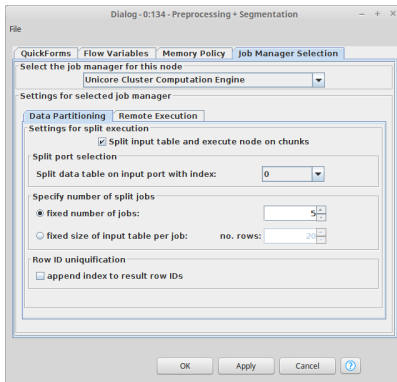 Dialog - 0:134 - Preprocessing + Segmentation
File
QuickForms Flow Variables Memory Policy Job Manager Selection
Select the job manager for this node
Unicore Cluster Computation Engine
Settings for selected job manager
Data Partitioning Remote Execution
Settings for split execution
Split input table and execute node on chunks
Split port selection
Split data table on input port with index: 0
Specify number of split jobs
fixed number of jobs: 5
fixed size of input table per job: no. rows: 20
Row ID uniquification
append index to result row IDs
OK Apply Cancel ?